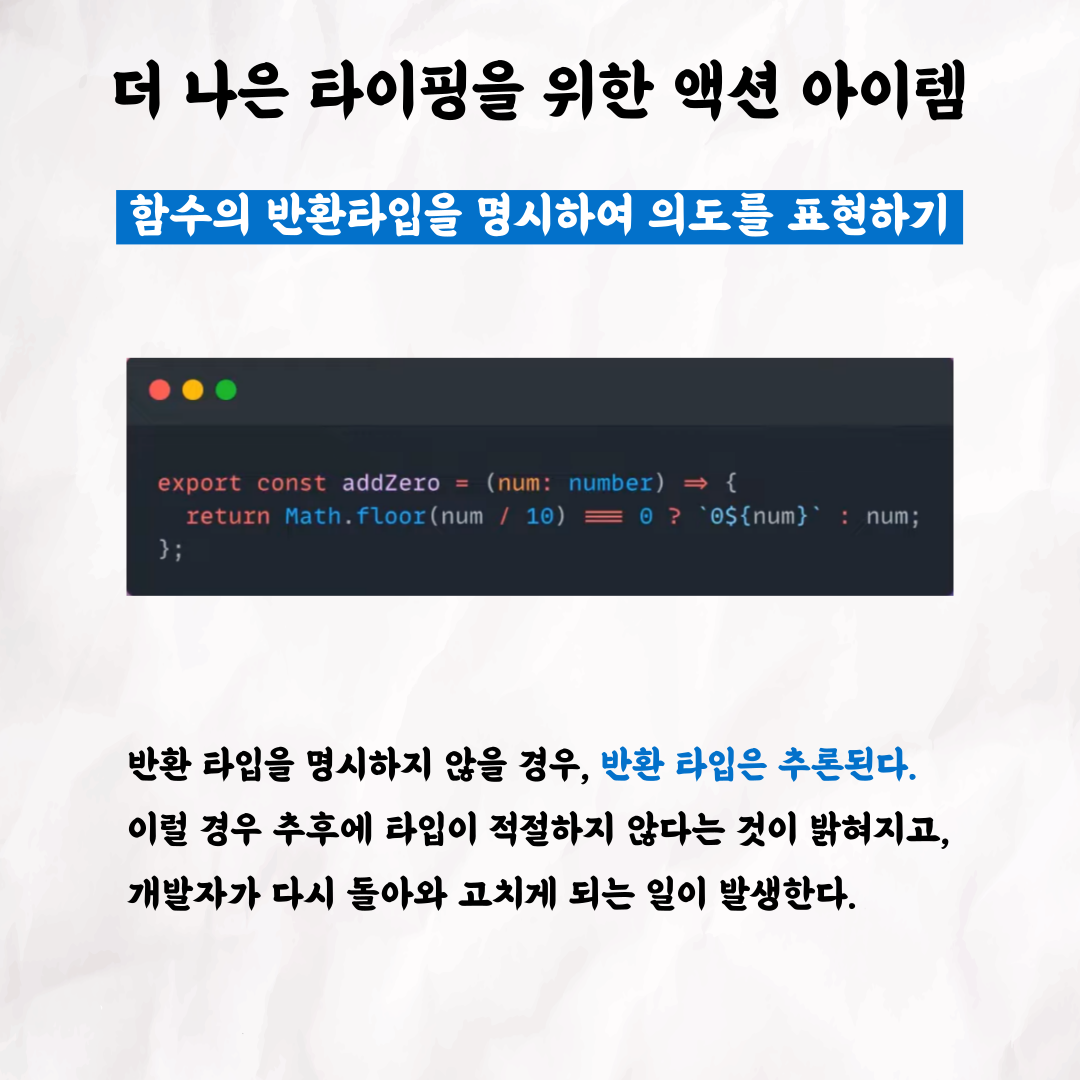 더 나은 타이핑을 위한 액션 아이템
함수의 반환타입을 명시하여 의도를 표현하기
export const addZero = (num: number) => {
  return Math.floor(num / 10) === 0 ? `0${num}` : num;
};
반환 타입을 명시하지 않을 경우, 반환 타입은 추론된다.
이럴 경우 추후에 타입이 적절하지 않다는 것이 밝혀지고,
개발자가 다시 돌아와 고치게 되는 일이 발생한다.